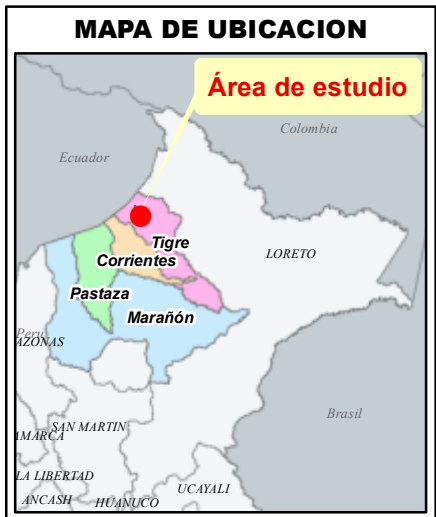 MAPA DE UBICACION
Área de estudio
Colombia
Ecuador
Tigre
LORETO
Corrientes
Pastaza
Marañón
Peru
AZONAS
Brasil
SAN MARTIN
AMARCA
LA LIBERTAD
UCAYALI
ANCASH
HUANUCO